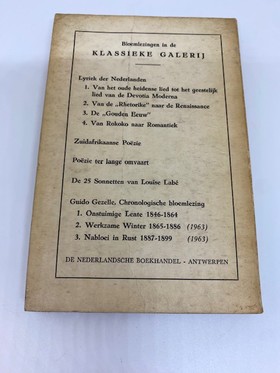 Bloemlezingen in de
KLASSIEKE GALERIJ
Lyriek der Nederlanden
1. Van het oude heidense lied tot het geestelijk
lied van de Devotia Moderna
2. Van de „Rhetorike" naar de Renaissance
3. De „Gouden Eeuw"
4. Van Rokoko naar Romantiek
Zuidafrikaanse Poëzie
Poëzie ter lange omvaart
De 25 Sonnetten van Louise Labé
Guido Gezelle, Chronologische bloemlezing
1. Onstuimige Lente 1846-1864
2. Werkzame Winter 1865-1886 (1963)
3. Nabloei in Rust 1887-1899 (1963)
DE NEDERLANDSCHE BOEKHANDEL - ANTWERPEN